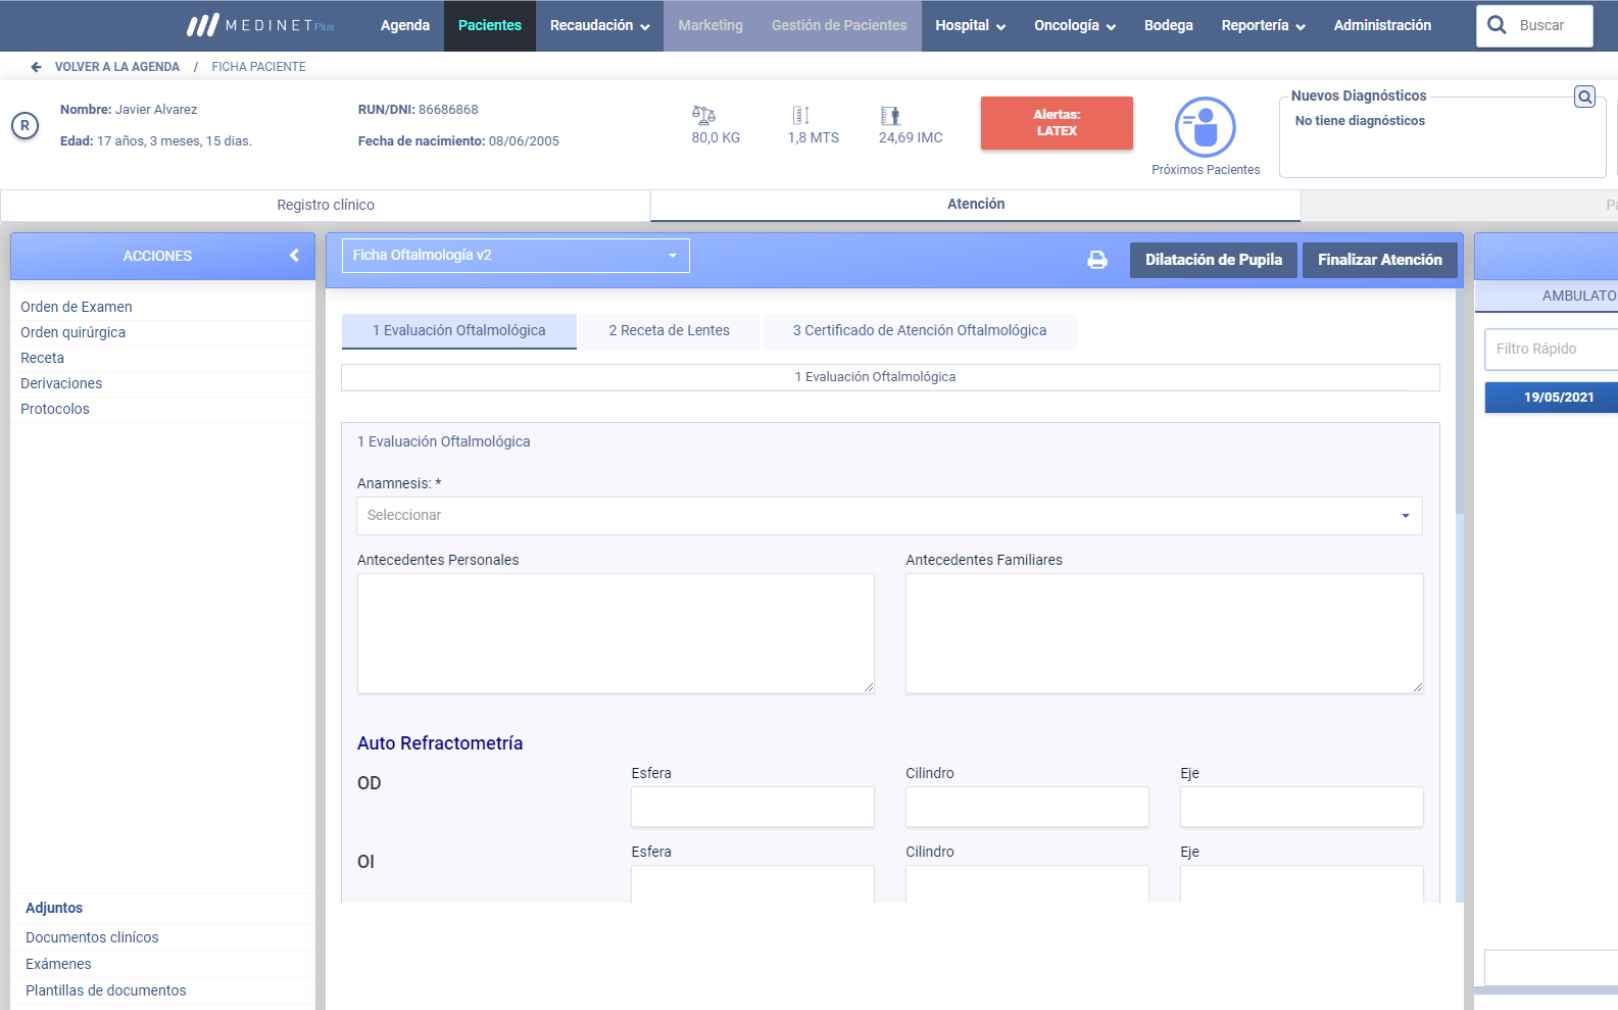 MEDINET Plus
Agenda
Pacientes
Recaudación
Marketing
Gestión de Pacientes
Hospital
Oncología
Bodega
Reportería
Administración
Buscar
VOLVER A LA AGENDA / FICHA PACIENTE
R
Nombre: Javier Alvarez
Edad: 17 años, 3 meses, 15 dias.
RUN/DNI: 86686868
Fecha de nacimiento: 08/06/2005
80,0 KG
1,8 MTS
24,69 IMC
Alertas:
LATEX
Próximos Pacientes
Nuevos Diagnósticos
No tiene diagnósticos
Registro clínico
Atención
ACCIONES
Orden de Examen
Orden quirúrgica
Receta
Derivaciones
Protocolos
Adjuntos
Documentos clinícos
Exámenes
Plantillas de documentos
Ficha Oftalmología v2
Dilatación de Pupila
Finalizar Atención
1 Evaluación Oftalmológica
2 Receta de Lentes
3 Certificado de Atención Oftalmológica
1 Evaluación Oftalmológica
1 Evaluación Oftalmológica
Anamnesis: *
Seleccionar
Antecedentes Personales
Antecedentes Familiares
Auto Refractometría
OD
Esfera
Cilindro
Eje
OI
Esfera
Cilindro
Eje
AMBULATO
Filtro Rápido
19/05/2021